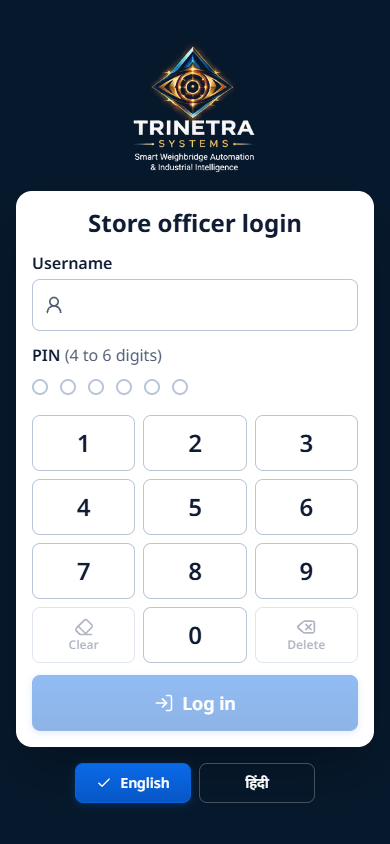 TRINETRA
SYSTEMS
Smart Weighbridge Automation
& Industrial Intelligence
Store officer login
Username
PIN (4 to 6 digits)
1 2 3
4 5 6
7 8 9
Clear 0 Delete
Log in
English हिंदी